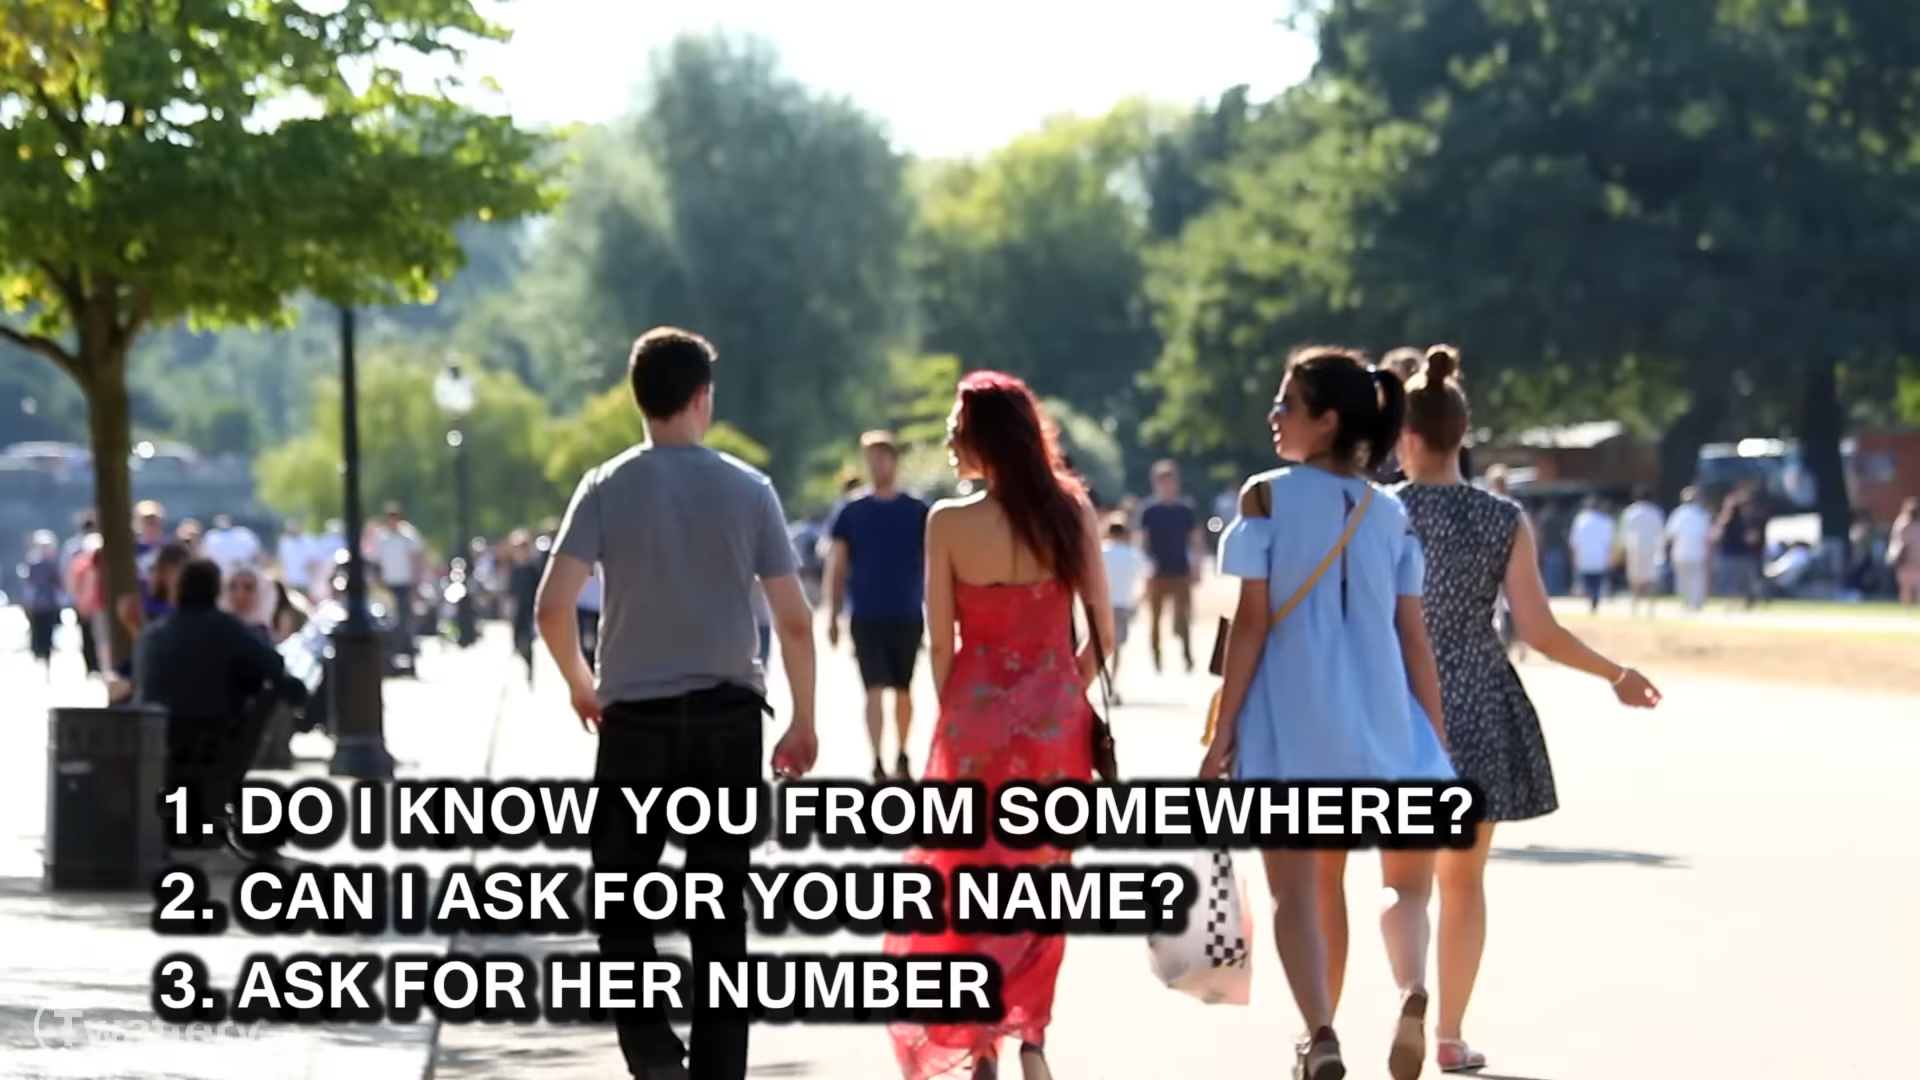 1. DO I KNOW YOU FROM SOMEWHERE?
2. CAN I ASK FOR YOUR NAME?
3. ASK FOR HER NUMBER